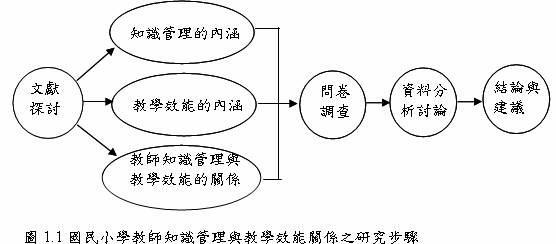 文獻
探討
知識管理的內涵
教學效能的內涵
教師知識管理與
教學效能的關係
問卷
調查
資料分
析討論
結論與
建議
圖 1.1 國民小學教師知識管理與教學效能關係之研究步驟